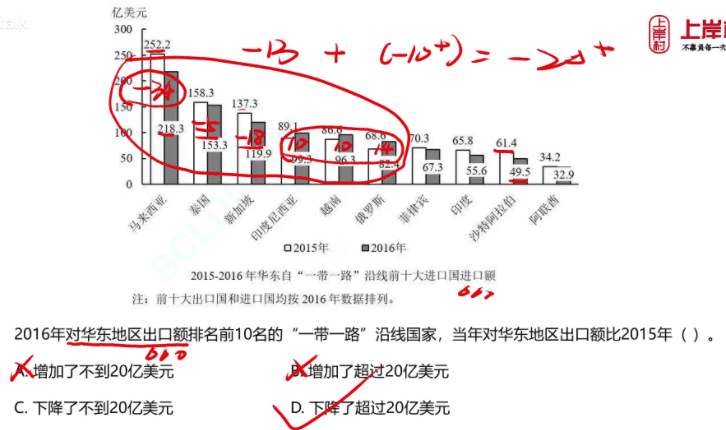 亿美元
上岸村
上岸
不辜负每一
-13 + (-10+) = -20+
300
250
200
150
100
50
0
252.2
218.3
158.3
153.3
137.3
119.9
89.1
99.3
86.6
96.3
68.6
82.4
70.3
67.3
65.8
55.6
61.4
49.5
34.2
32.9
-34
-5
-18
10
10
14
马来西亚
泰国
新加坡
印度尼西亚
越南
俄罗斯
菲律宾
印度
沙特阿拉伯
阿联酋
2015年 2016年
2015-2016年华东自“一带一路”沿线前十大进口国进口额
注：前十大出口国和进口国均按2016年数据排列。
2016年对华东地区出口额排名前10名的“一带一路”沿线国家，当年对华东地区出口额比2015年（ ）。
A. 增加了不到20亿美元
B. 增加了超过20亿美元
C. 下降了不到20亿美元
D. 下降了超过20亿美元